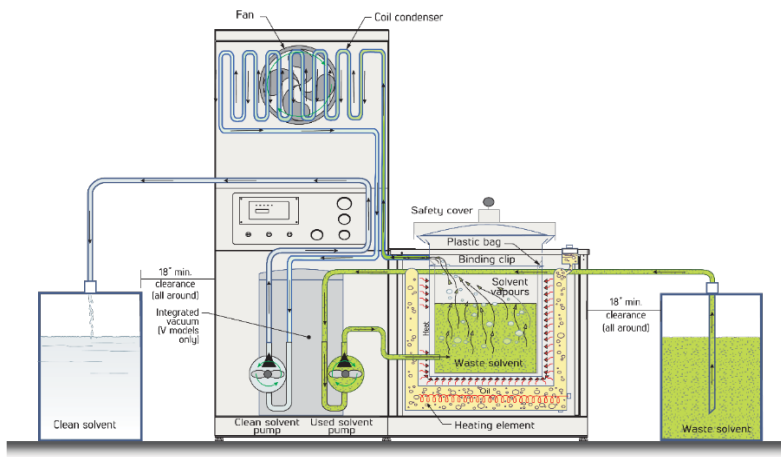 Fan
Coil condenser
Safety cover
Plastic bag
Binding clip
18" min.
clearance
(all around)
Solvent
vapours
18" min.
clearance
(all around)
Integrated
vacuum
(V models
only)
Heat
Waste solvent
Oil
Clean solvent
Clean solvent
pump
Used solvent
pump
Heating element
Waste solvent